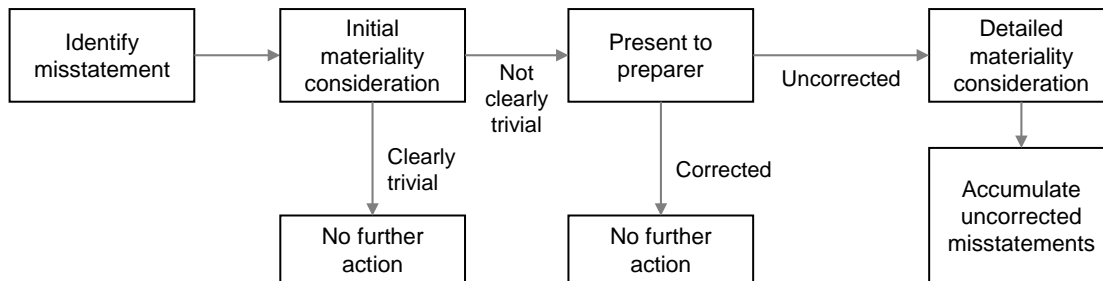 Identify
misstatement
Initial
materiality
consideration
Not
clearly
trivial
Present to
preparer
Uncorrected
Detailed
materiality
consideration
Clearly
trivial
Corrected
No further
action
No further
action
Accumulate
uncorrected
misstatements